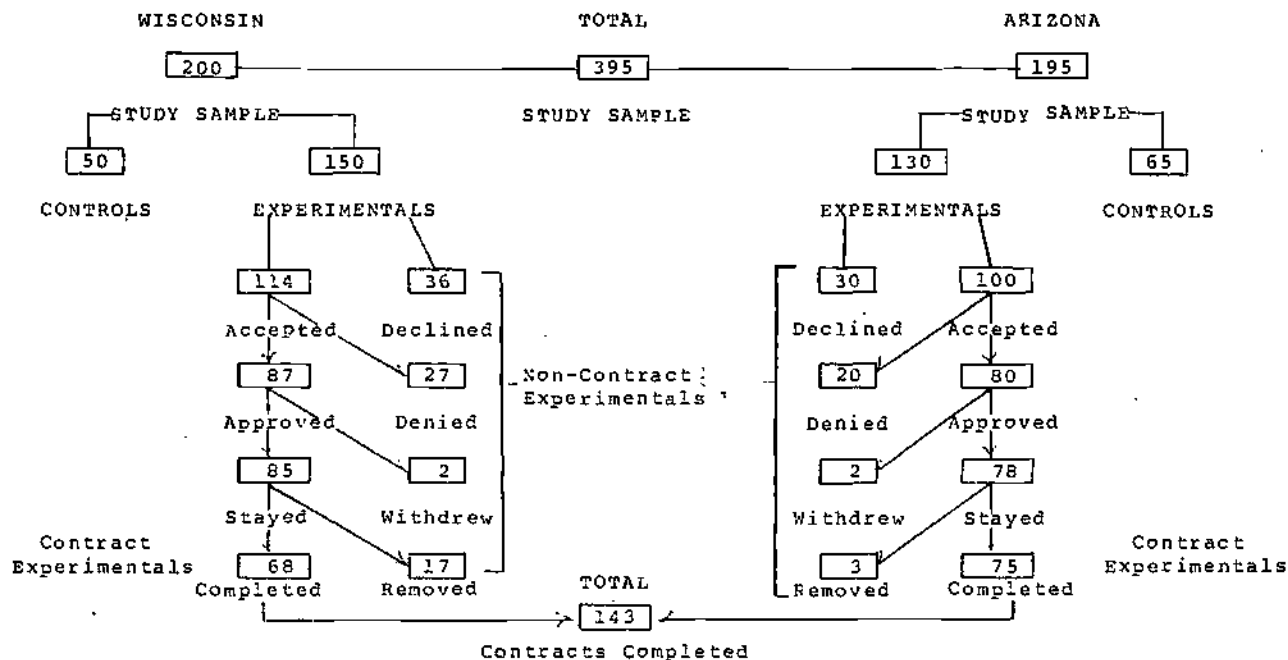 WISCONSIN TOTAL ARIZONA
200 395 195
STUDY SAMPLE STUDY SAMPLE STUDY SAMPLE
50 150 130 65
CONTROLS EXPERIMENTALS EXPERIMENTALS CONTROLS
114 36 30 100
Accepted Declined Declined Accepted
87 27 Non-Contract 20 80
Experimentals
Approved Denied Denied Approved
85 2 2 78
Stayed Withdrew Withdrew Stayed
Contract Experimentals 68 17 3 75 Contract Experimentals
Completed Removed TOTAL Removed Completed
143
Contracts Completed